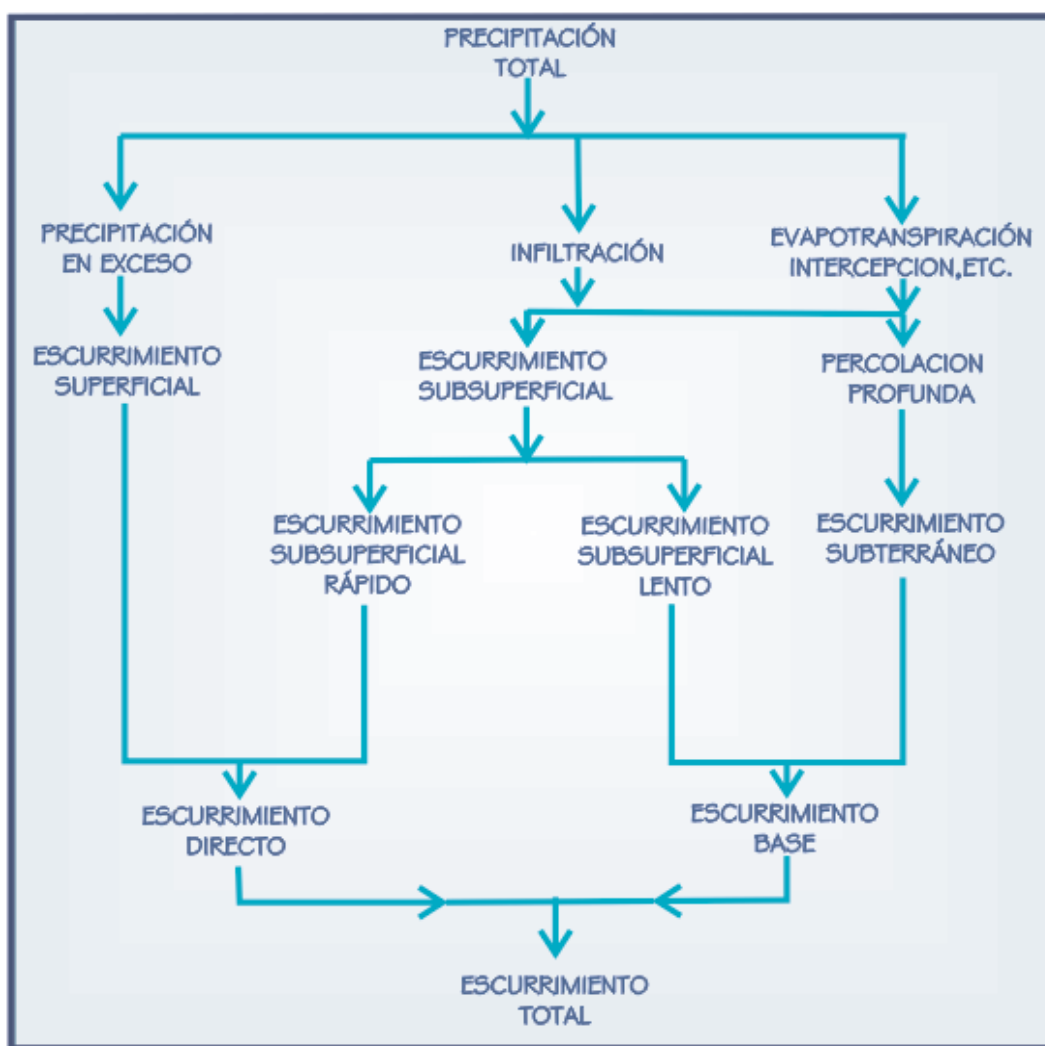 PRECIPITACIÓN
TOTAL
PRECIPITACIÓN
EN EXCESO
INFILTRACIÓN
EVAPOTRANSPIRACIÓN
INTERCEPCION,ETC.
ESCURRIMIENTO
SUPERFICIAL
ESCURRIMIENTO
SUBSUPERFICIAL
PERCOLACION
PROFUNDA
ESCURRIMIENTO
SUBSUPERFICIAL
RÁPIDO
ESCURRIMIENTO
SUBSUPERFICIAL
LENTO
ESCURRIMIENTO
SUBTERRÁNEO
ESCURRIMIENTO
DIRECTO
ESCURRIMIENTO
BASE
ESCURRIMIENTO
TOTAL